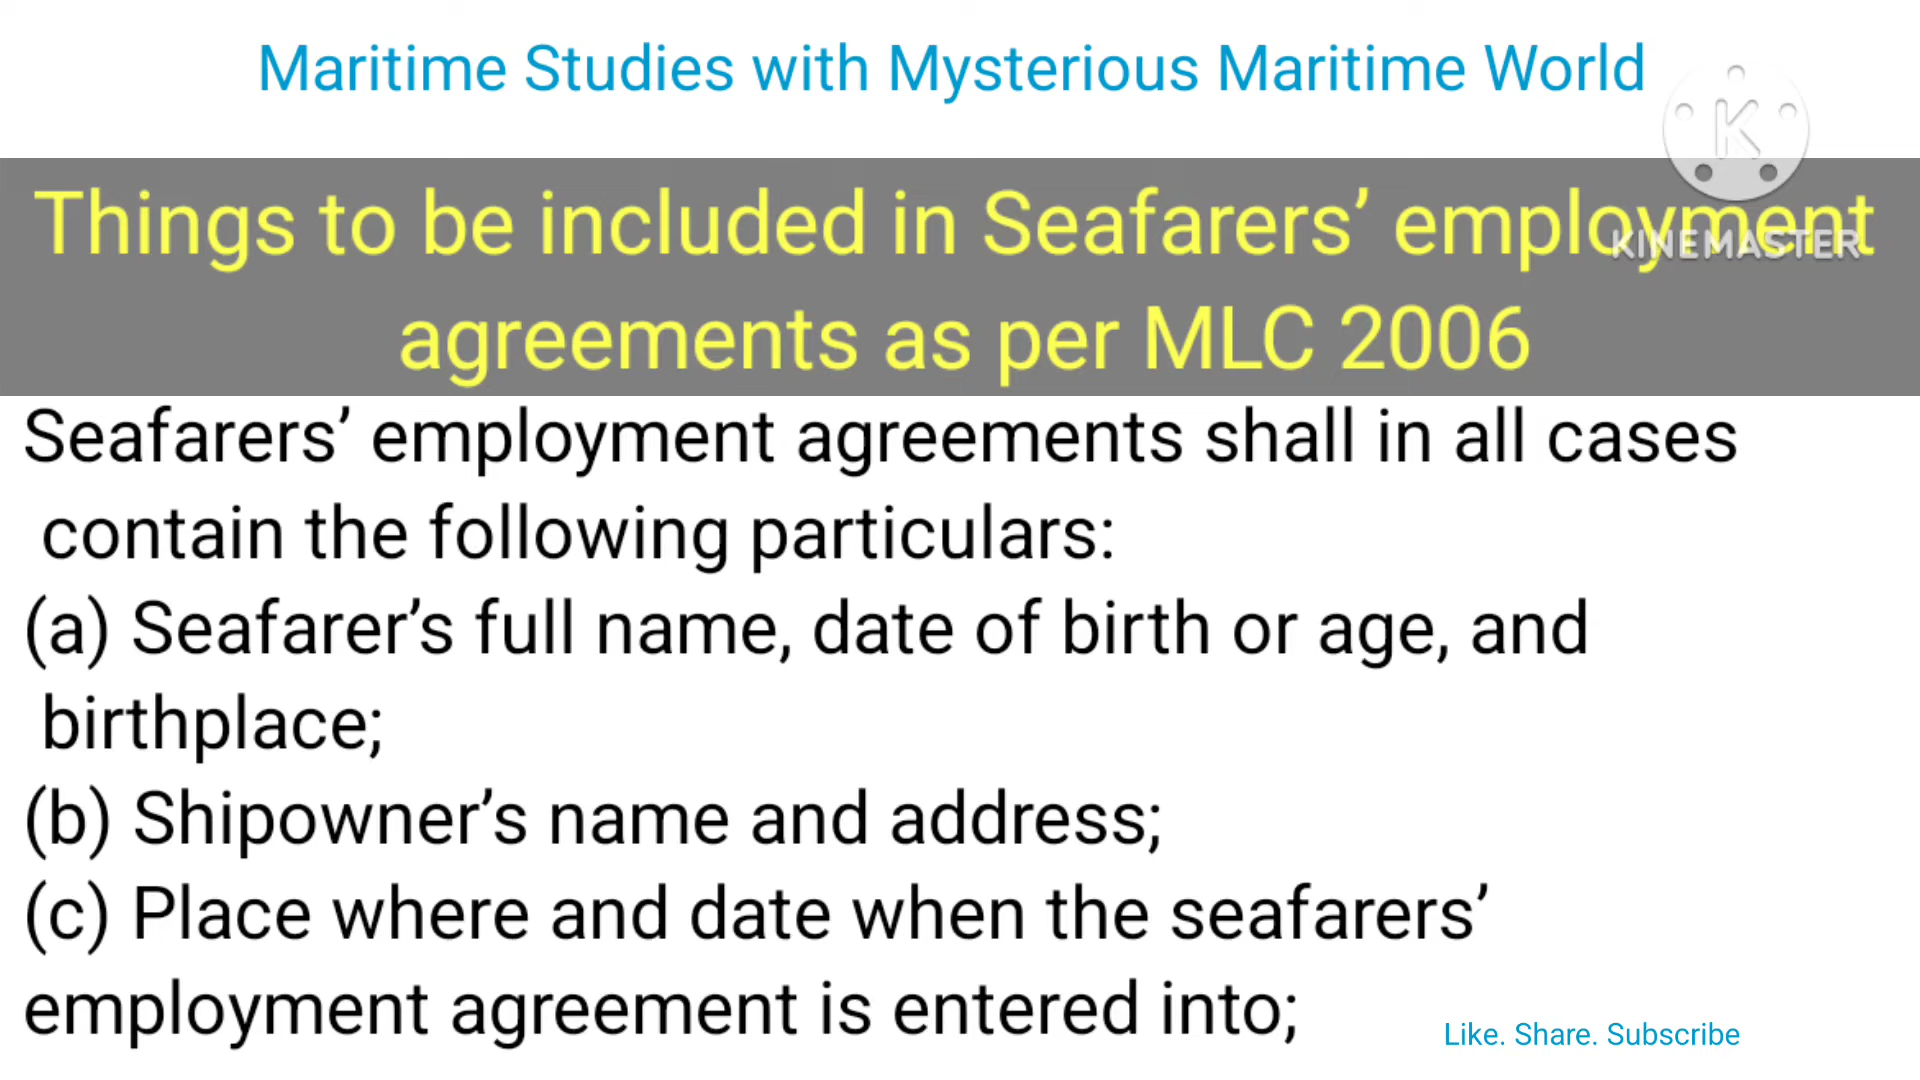 Maritime Studies with Mysterious Maritime World
K
Things to be included in Seafarers’ employment
KINEMASTER
agreements as per MLC 2006
Seafarers’ employment agreements shall in all cases
contain the following particulars:
(a) Seafarer’s full name, date of birth or age, and
birthplace;
(b) Shipowner’s name and address;
(c) Place where and date when the seafarers’
employment agreement is entered into;
Like. Share. Subscribe